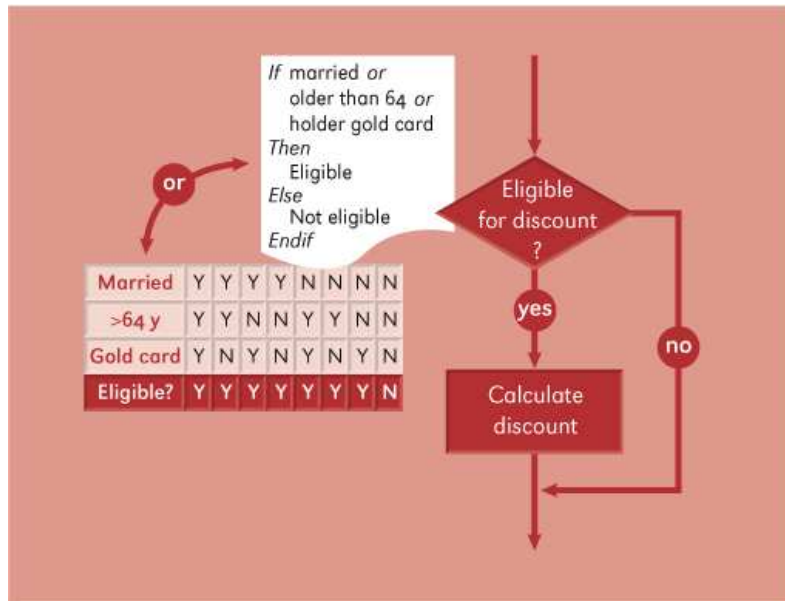 If married or
older than 64 or
holder gold card
Then
Eligible
Else
Not eligible
Endif
or
Married Y Y Y Y N N N N
>64 y Y Y N N Y Y N N
Gold card Y N Y N Y N Y N
Eligible? Y Y Y Y Y Y Y N
Eligible
for discount
?
yes
no
Calculate
discount